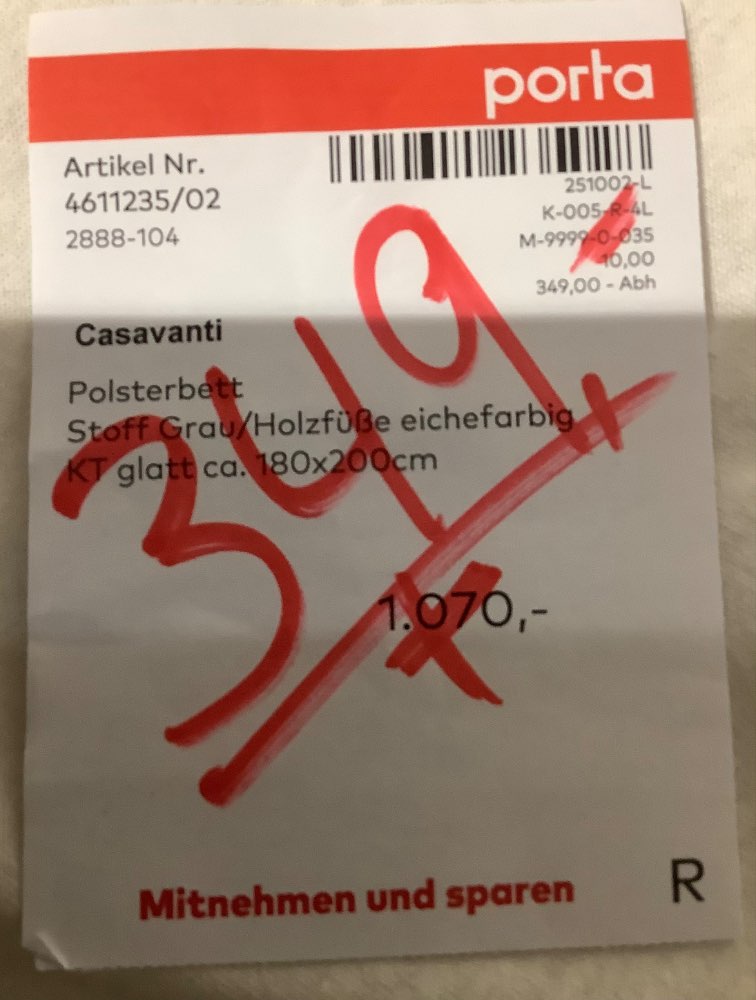 porta
Artikel Nr.
4611235/02
2888-104
251002-L
K-005-R-4L
M-9999-0-035
10,00
349,00 - Abh
Casavanti
Polsterbett
Stoff Grau/Holzfüße eichefarbig
KT glatt ca. 180x200cm
349,-
1.070,-
Mitnehmen und sparen
R